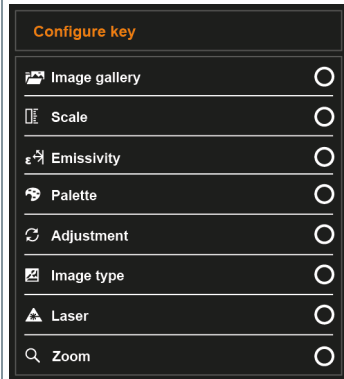 Configure key
Image gallery
Scale
ε Emissivity
Palette
Adjustment
Image type
Laser
Zoom